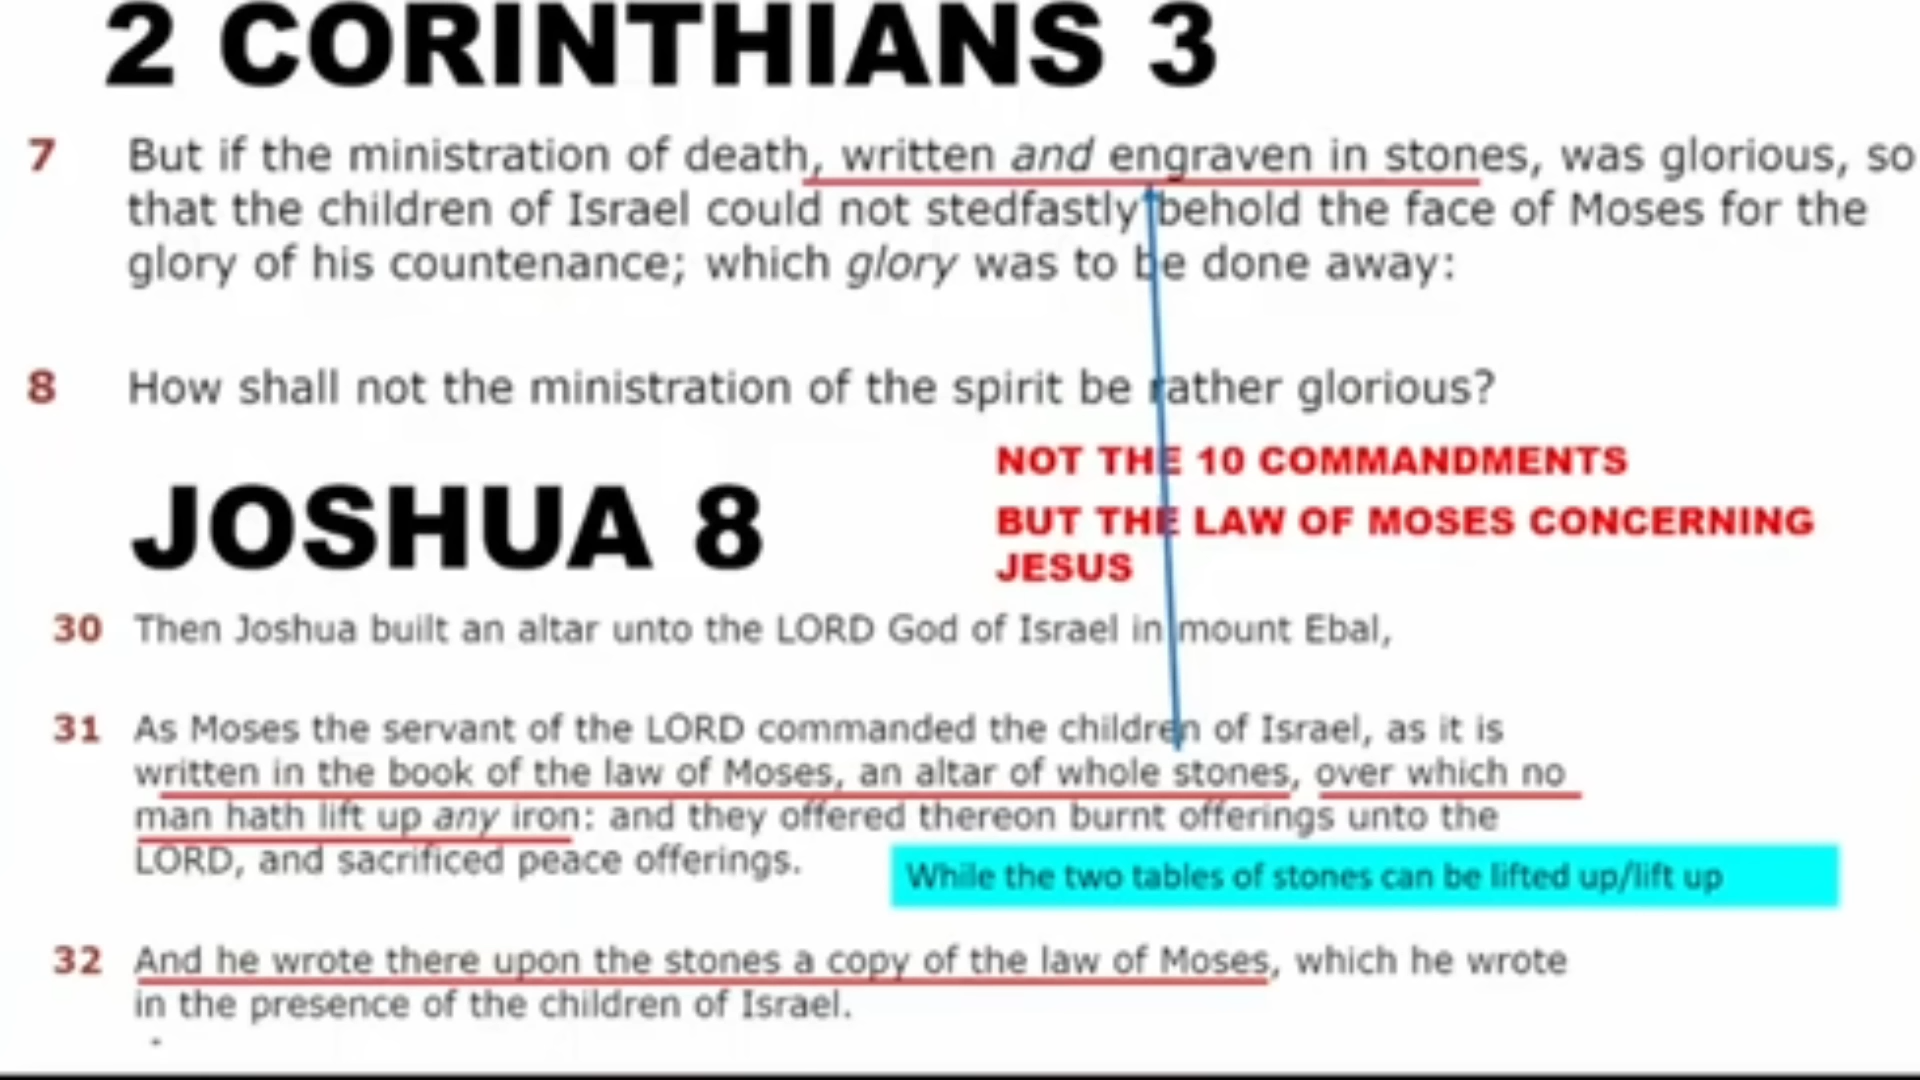 2 CORINTHIANS 3
7 But if the ministration of death, written and engraven in stones, was glorious, so
that the children of Israel could not stedfastly behold the face of Moses for the
glory of his countenance; which glory was to be done away:
8 How shall not the ministration of the spirit be rather glorious?
NOT THE 10 COMMANDMENTS
BUT THE LAW OF MOSES CONCERNING
JESUS
JOSHUA 8
30 Then Joshua built an altar unto the LORD God of Israel in mount Ebal,
31 As Moses the servant of the LORD commanded the children of Israel, as it is
written in the book of the law of Moses, an altar of whole stones, over which no
man hath lift up any iron: and they offered thereon burnt offerings unto the
LORD, and sacrificed peace offerings.
While the two tables of stones can be lifted up/lift up
32 And he wrote there upon the stones a copy of the law of Moses, which he wrote
in the presence of the children of Israel.